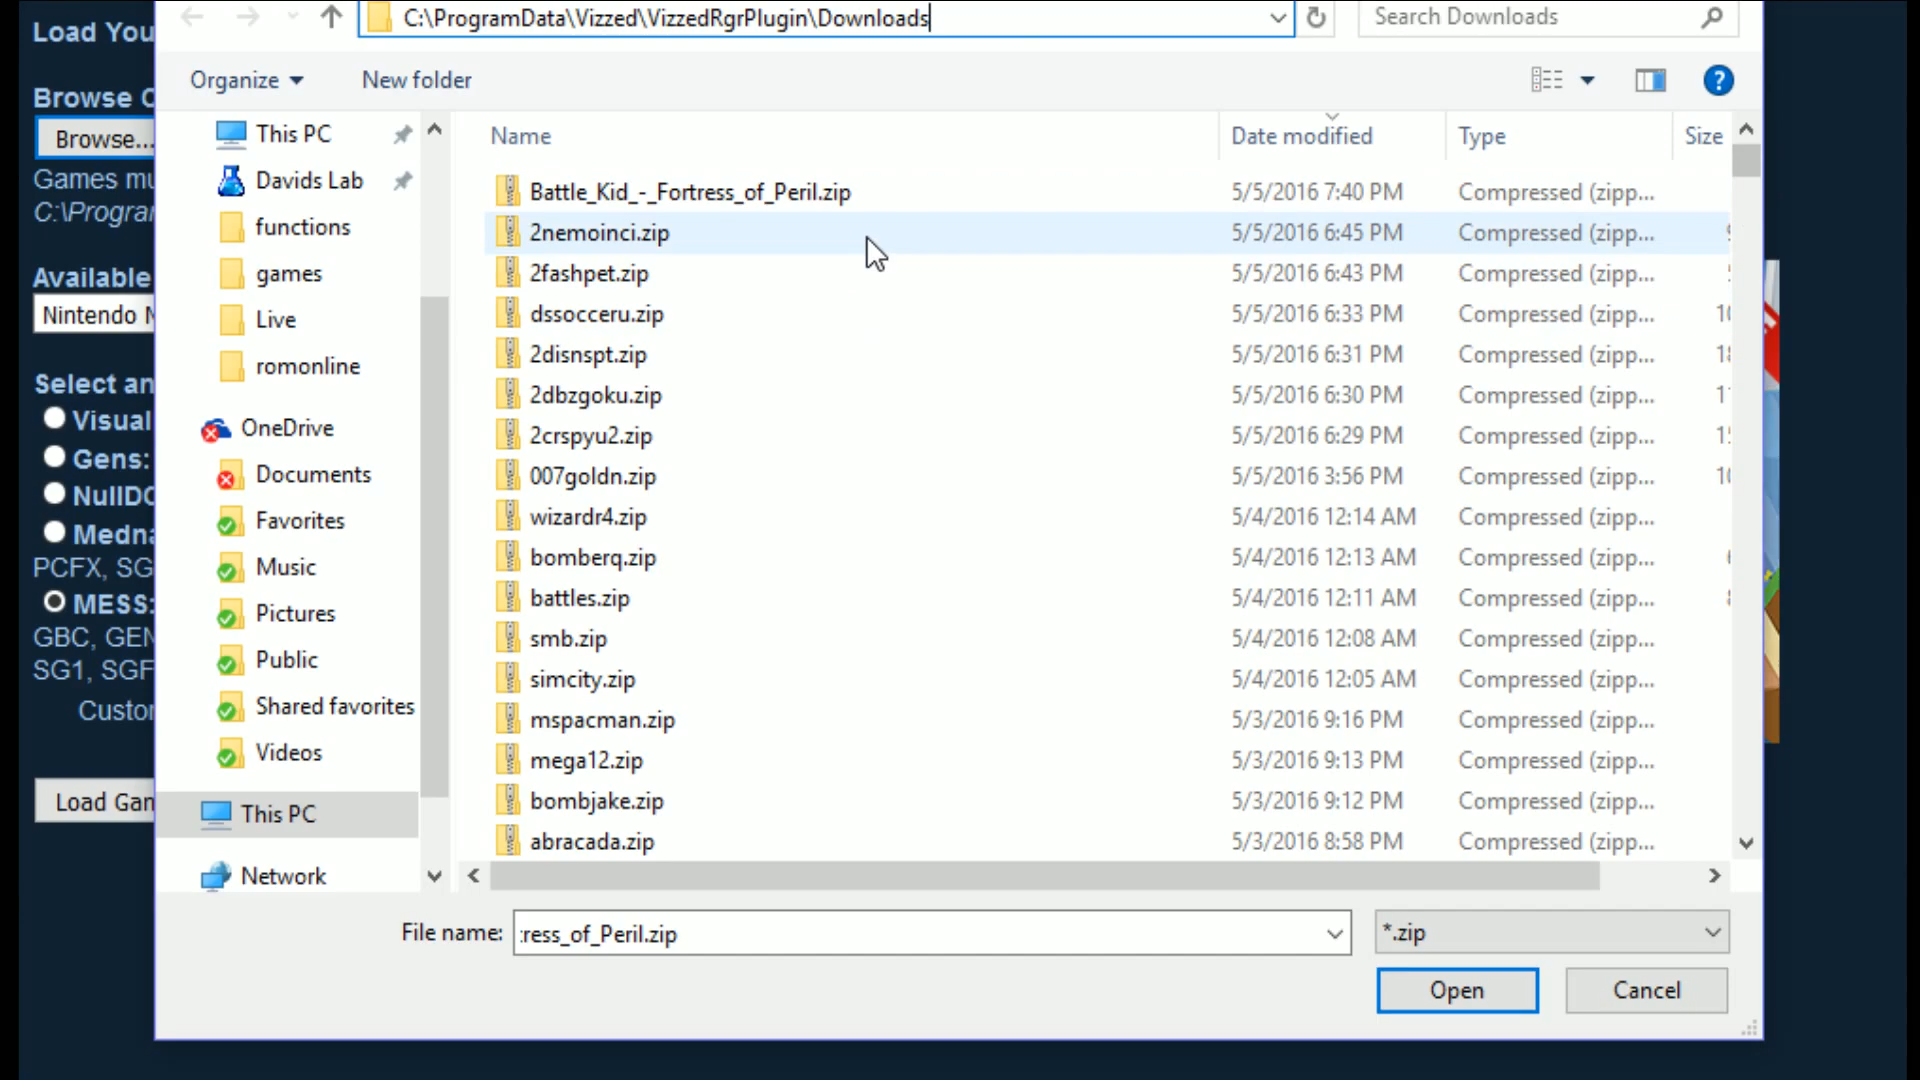 Load You
C:\ProgramData\Vizzed\VizzedRgrPlugin\Downloads
Search Downloads
Browse C
Browse...
Games mu
C:\Progra
Available
Nintendo
Select an
Visual
Gens:
NullDC
Medna
PCFX, SG
MESS:
GBC, GEN
SG1, SGF
Custor
Load Gan
Organize
New folder
?
This PC
Davids Lab
functions
games
Live
romonline
OneDrive
Documents
Favorites
Music
Pictures
Public
Shared favorites
Videos
This PC
Network
Name Date modified Type Size
Battle_Kid_-_Fortress_of_Peril.zip 5/5/2016 7:40 PM Compressed (zipp...
2nemoinci.zip 5/5/2016 6:45 PM Compressed (zipp...
2fashpet.zip 5/5/2016 6:43 PM Compressed (zipp...
dssocceru.zip 5/5/2016 6:33 PM Compressed (zipp...
2disnspt.zip 5/5/2016 6:31 PM Compressed (zipp...
2dbzgoku.zip 5/5/2016 6:30 PM Compressed (zipp...
2crspyu2.zip 5/5/2016 6:29 PM Compressed (zipp...
007goldn.zip 5/5/2016 3:56 PM Compressed (zipp...
wizardr4.zip 5/4/2016 12:14 AM Compressed (zipp...
bomberq.zip 5/4/2016 12:13 AM Compressed (zipp...
battles.zip 5/4/2016 12:11 AM Compressed (zipp...
smb.zip 5/4/2016 12:08 AM Compressed (zipp...
simcity.zip 5/4/2016 12:05 AM Compressed (zipp...
mspacman.zip 5/3/2016 9:16 PM Compressed (zipp...
mega12.zip 5/3/2016 9:13 PM Compressed (zipp...
bombjake.zip 5/3/2016 9:12 PM Compressed (zipp...
abracada.zip 5/3/2016 8:58 PM Compressed (zipp...
File name: ress_of_Peril.zip *.zip
Open Cancel